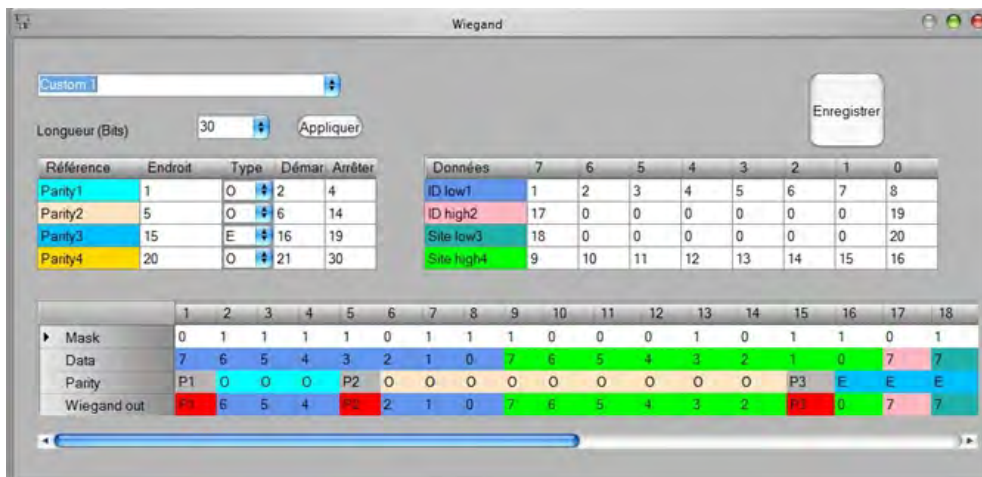 Wiegand
Custom 1
Enregistrer
Longueur (Bits) 30 Appliquer
Référence Endroit Type Démar Arrêter
Parity1 1 O 2 4
Parity2 5 O 6 14
Parity3 15 E 16 19
Parity4 20 O 21 30
Données 7 6 5 4 3 2 1 0
ID low1 1 2 3 4 5 6 7 8
ID high2 17 0 0 0 0 0 0 19
Site low3 18 0 0 0 0 0 0 20
Site high4 9 10 11 12 13 14 15 16
1 2 3 4 5 6 7 8 9 10 11 12 13 14 15 16 17 18
Mask 0 1 1 1 1 0 1 1 1 0 0 0 1 0 1 1 0 1
Data 7 6 5 4 3 2 1 0 7 6 5 4 3 2 1 0 7 7
Parity P1 O O O P2 O O O O O O O O O P3 E E E
Wiegand out P1 6 5 4 P2 2 1 0 7 6 5 4 3 2 P3 0 7 7